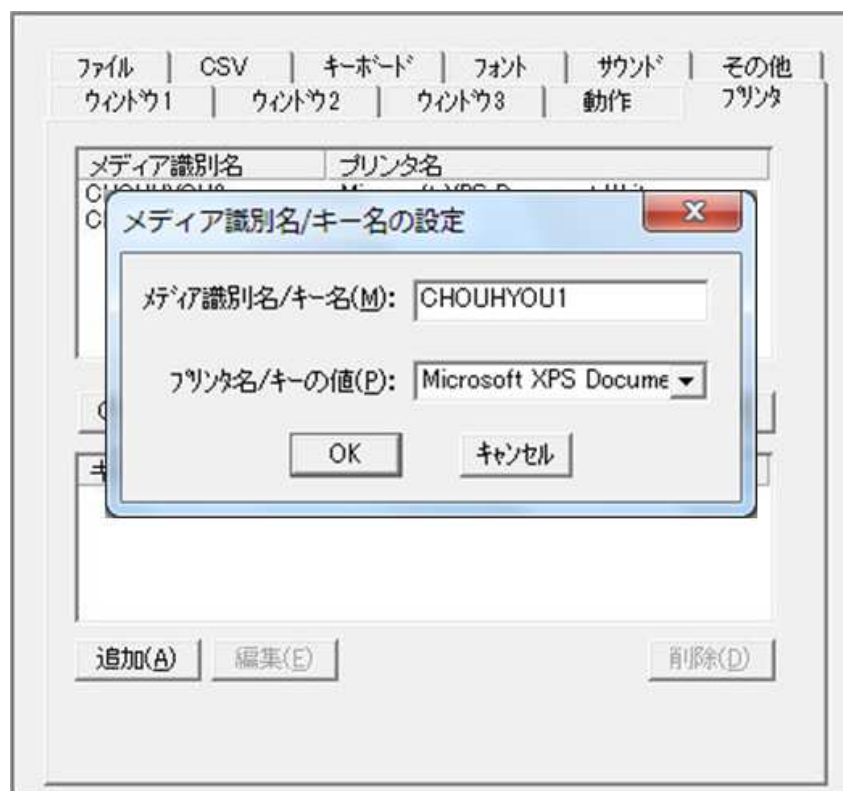 ファイル CSV キーボード フォント サウンド その他
ウィンドウ1 ウィンドウ2 ウィンドウ3 動作 プリンタ
メディア識別名 プリンタ名
メディア識別名/キー名の設定
メディア識別名/キー名(M): CHOUHYOU1
プリンタ名/キーの値(P): Microsoft XPS Docume
OK キャンセル
追加(A) 編集(E) 削除(D)